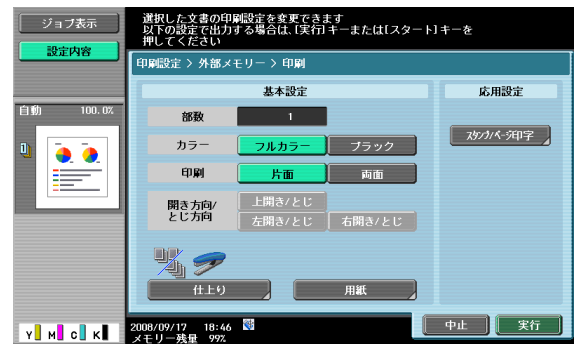 ジョブ表示
設定内容
選択した文書の印刷設定を変更できます
以下の設定で出力する場合は、[実行]キーまたは[スタート]キーを
押してください
印刷設定 > 外部メモリー > 印刷
基本設定
応用設定
自動 100.0%
部数 1
カラー フルカラー ブラック
スタンプ/ページ印字
印刷 片面 両面
開き方向/
とじ方向
上開き/とじ
左開き/とじ 右開き/とじ
仕上り 用紙
Y M C K
2008/09/17 18:46
メモリー残量 99%
中止 実行